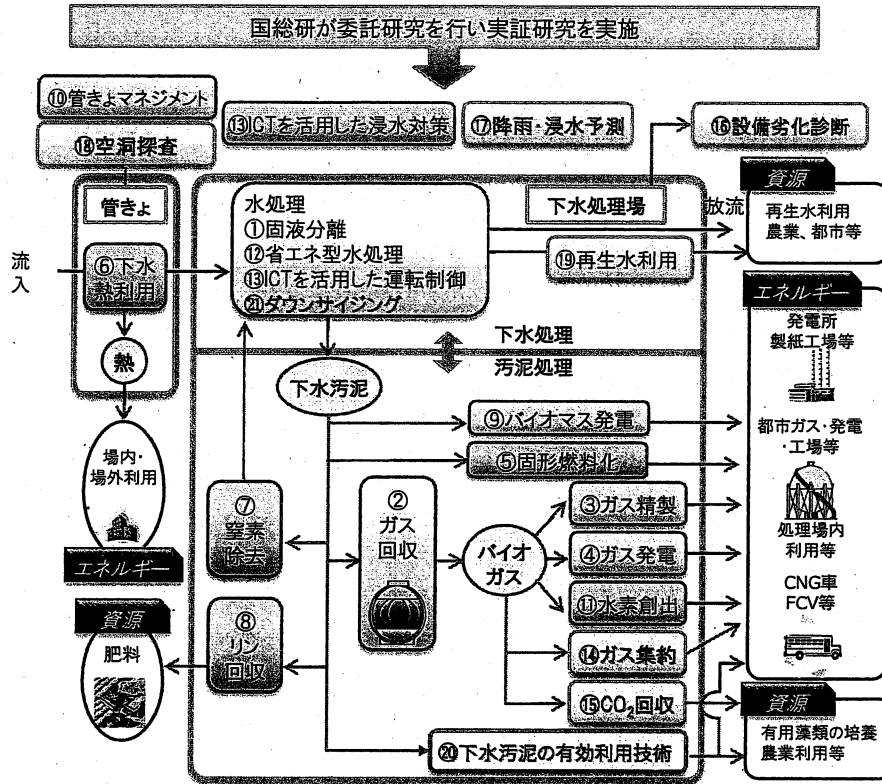 国総研が委託研究を行い実証研究を実施
⑩管きょマネジメント
⑬ICTを活用した浸水対策
⑰降雨・浸水予測
⑯設備劣化診断
⑱空洞探査
管きょ
流入
⑥下水
熱利用
熱
場内・
場外利用
エネルギー
水処理
①固液分離
⑫省エネ型水処理
⑬ICTを活用した運転制御
㉑ダウンサイジング
下水処理場
放流
⑲再生水利用
資源
再生水利用
農業、都市等
下水処理
汚泥処理
下水汚泥
⑨バイオマス発電
⑤固形燃料化
⑦
窒素
除去
②
ガス
回収
バイオ
ガス
③ガス精製
④ガス発電
⑪水素創出
⑭ガス集約
⑮CO₂回収
⑧
リン
回収
資源
肥料
⑳下水汚泥の有効利用技術
エネルギー
発電所
製紙工場等
都市ガス・発電
・工場等
処理場内
利用等
CNG車
FCV等
資源
有用藻類の培養
農業利用等